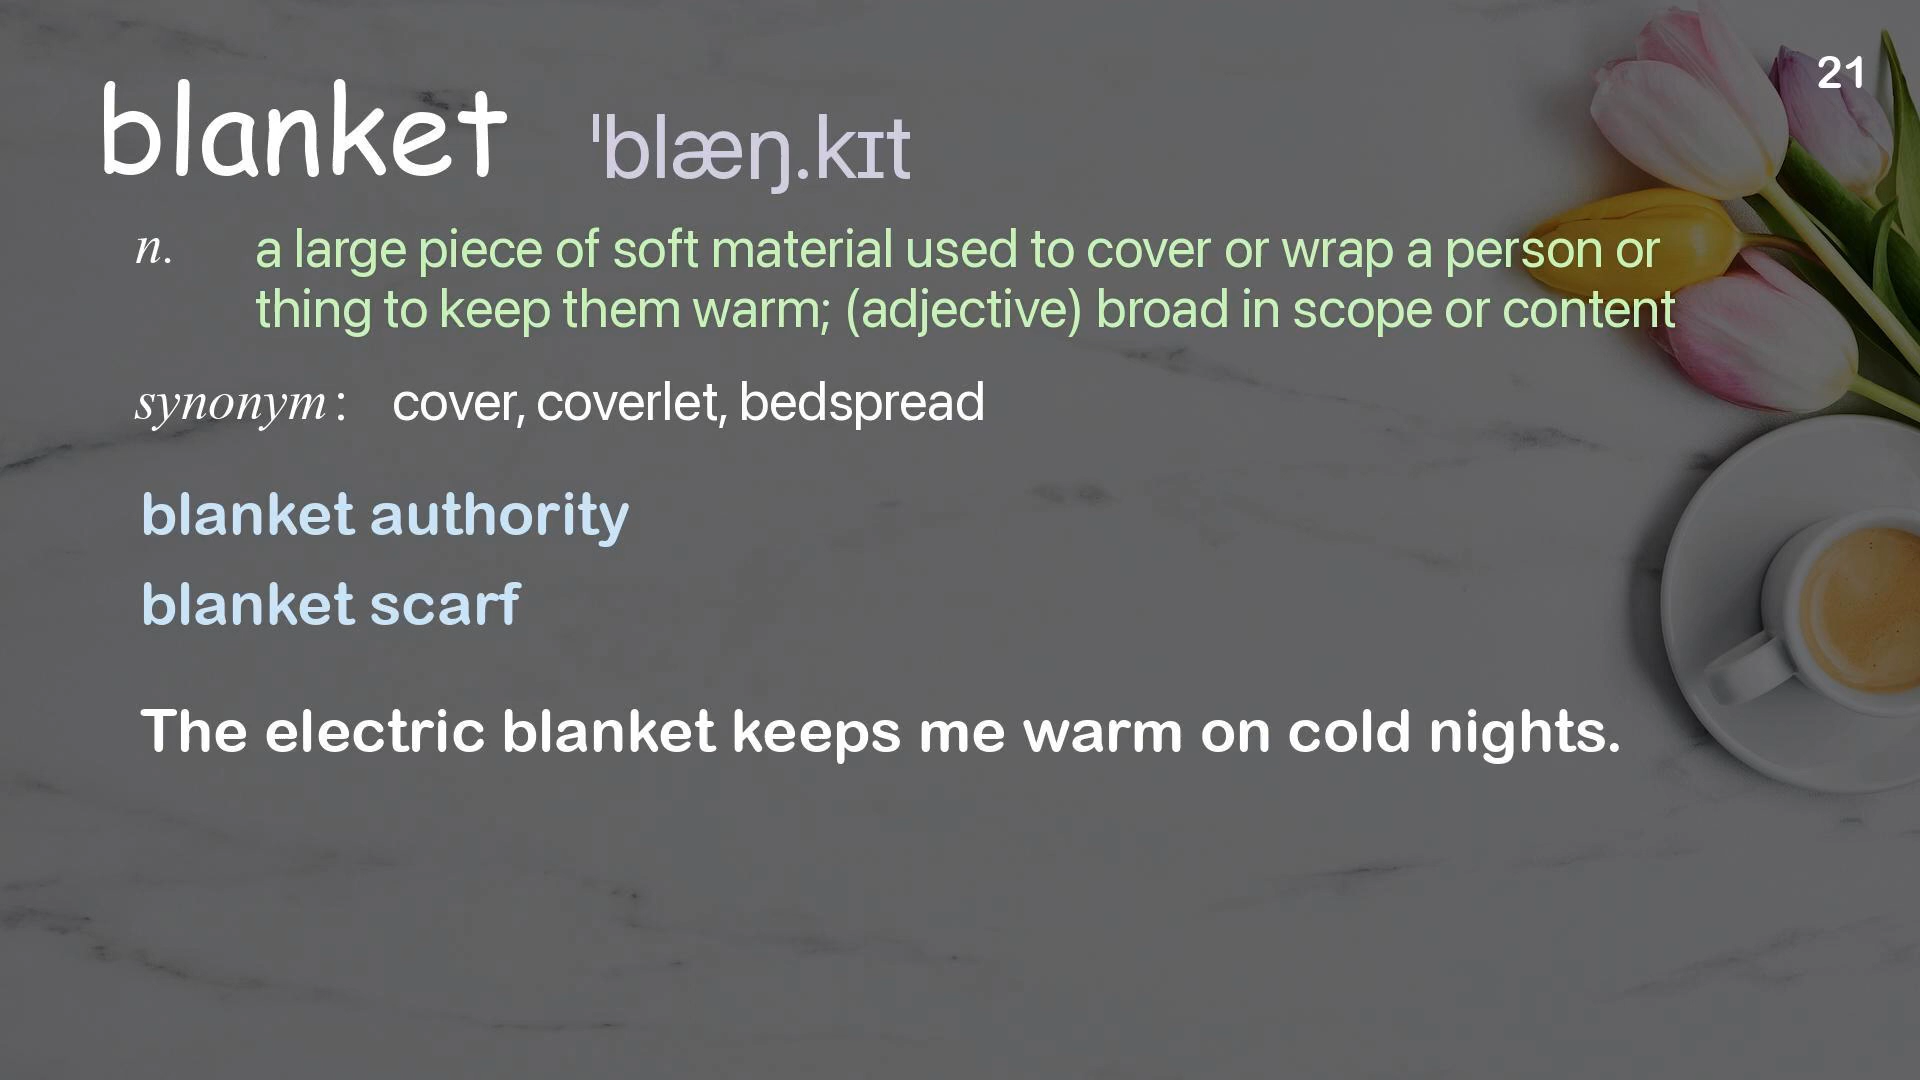 21
blanket ˈblæŋ.kɪt
n. a large piece of soft material used to cover or wrap a person or
thing to keep them warm; (adjective) broad in scope or content
synonym: cover, coverlet, bedspread
blanket authority
blanket scarf
The electric blanket keeps me warm on cold nights.